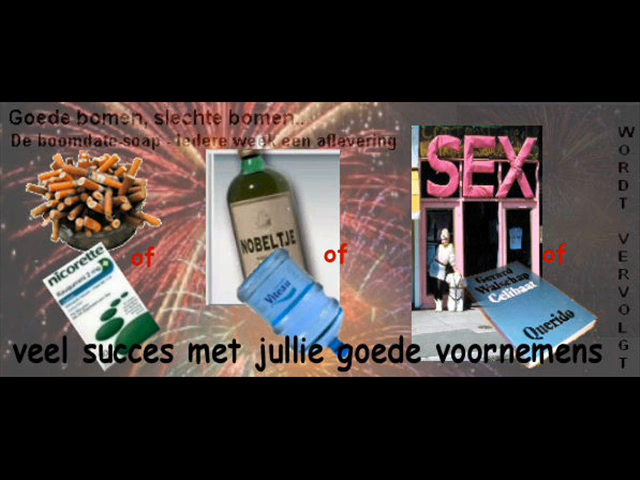 Goede bomen, slechte bomen..
De boomdate-soap - Iedere week een aflevering
SEX
nicorette
of
NOBELTJE
Viteau
of
Gerard
Walschap
Celibaat
Querido
of
veel succes met jullie goede voornemens
WORDT VERVOLGT